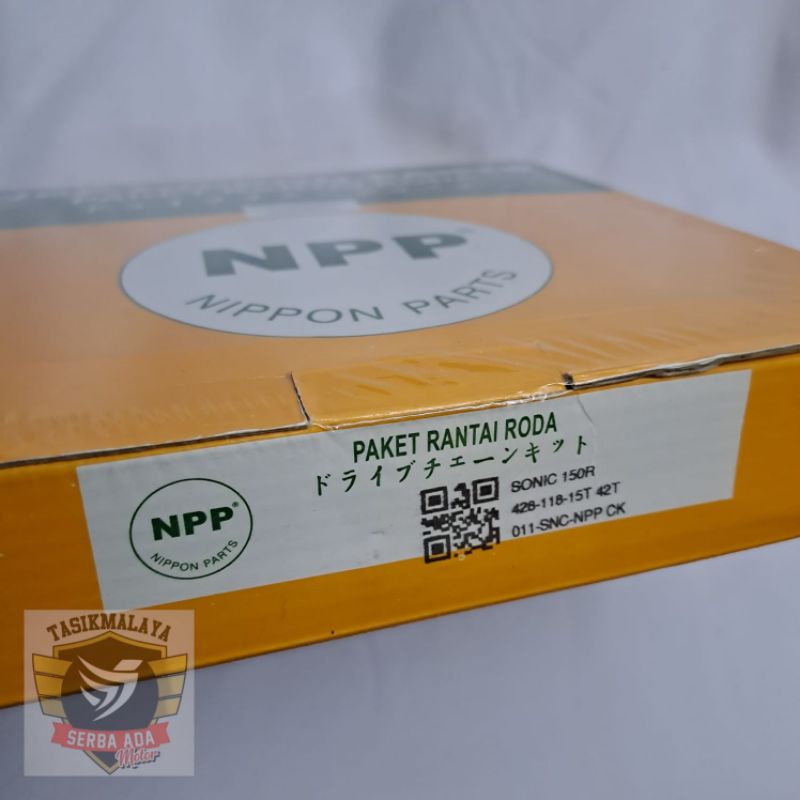 NPP®
NIPPON PARTS
PAKET RANTAI RODA
ドライブチェーンキット
NPP®
NIPPON PARTS
SONIC 150R
428-118-15T 42T
011-SNC-NPP CK
TASIKMALAYA
SERBA ADA
Motor